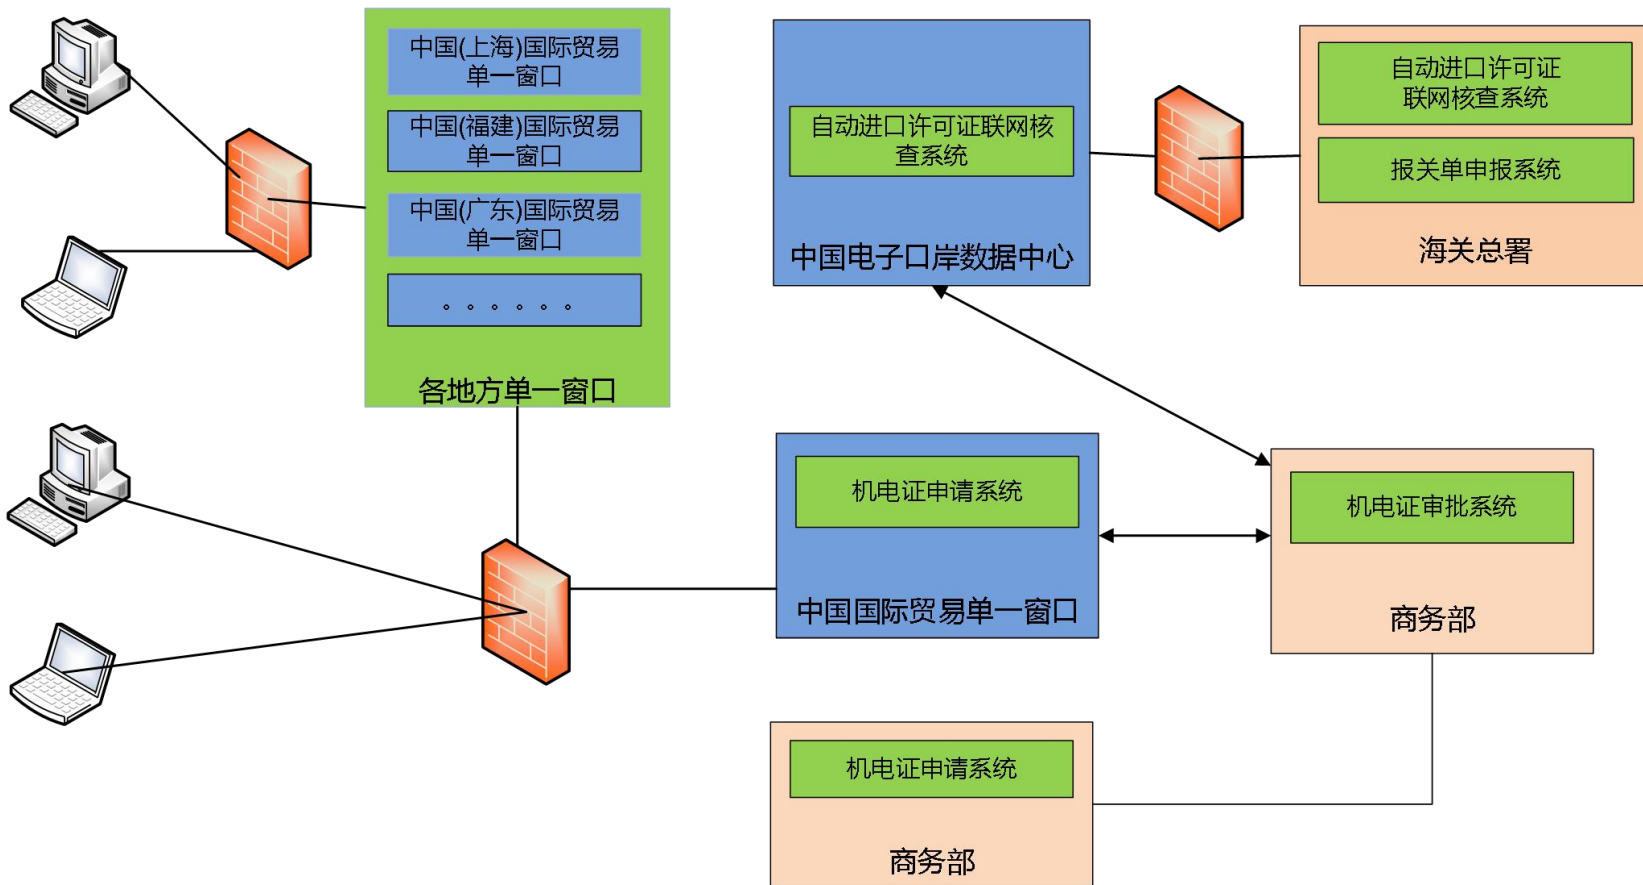 中国(上海)国际贸易
单一窗口
中国(福建)国际贸易
单一窗口
中国(广东)国际贸易
单一窗口
。。。。。。
各地方单一窗口
自动进口许可证联网核
查系统
中国电子口岸数据中心
自动进口许可证
联网核查系统
报关单申报系统
海关总署
机电证申请系统
中国国际贸易单一窗口
机电证审批系统
商务部
机电证申请系统
商务部